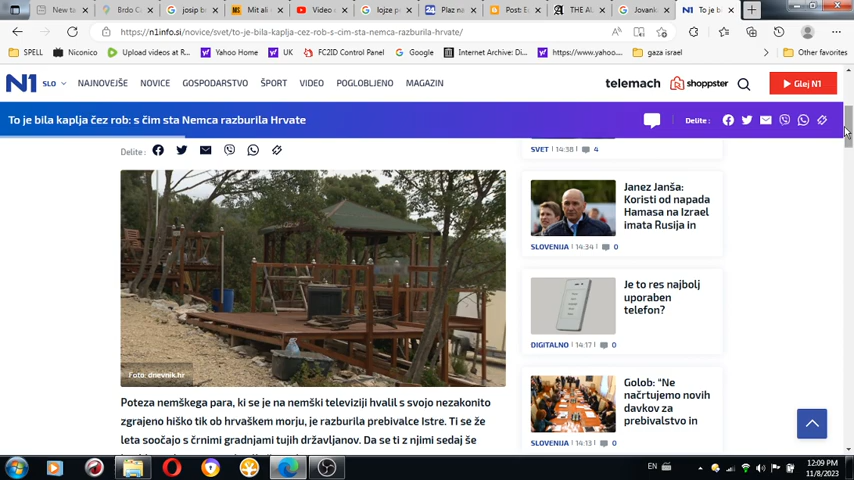 New ta
Brdo C
josip b
Mit ali
Video
lojze p
Plaz na
Post: E
THE AL
Jovank
To je b
https://n1info.si/novice/svet/to-je-bila-kaplja-cez-rob-s-cim-sta-nemca-razburila-hrvate/
SPELL
Niconico
Upload videos at R...
Yahoo Home
UK
FC2ID Control Panel
Google
Internet Archive: Di...
https://www.yahoo....
gaza israel
Other favorites
N1 SLO
NAJNOVEJŠE
NOVICE
GOSPODARSTVO
ŠPORT
VIDEO
POGLOBLJENO
MAGAZIN
telemach
shoppster
Glej N1
To je bila kaplja čez rob: s čim sta Nemca razburila Hrvate
Delite :
Delite :
Foto: dnevnik.hr
Poteza nemškega para, ki se je na nemški televiziji hvalil s svojo nezakonito
zgrajeno hiško tik ob hrvaškem morju, je razburila prebivalce Istre. Ti se že
leta soočajo s črnimi gradnjami tujih državljanov. Da se ti z njimi sedaj še
SVET | 14:38 | 4
Janez Janša:
Koristi od napada
Hamasa na Izrael
imata Rusija in
SLOVENIJA | 14:34 | 0
Je to res najbolj
uporaben
telefon?
DIGITALNO | 14:17 | 0
Golob: “Ne
načrtujemo novih
davkov za
prebivalstvo in
SLOVENIJA | 14:13 | 0
EN
12:09 PM
11/8/2023